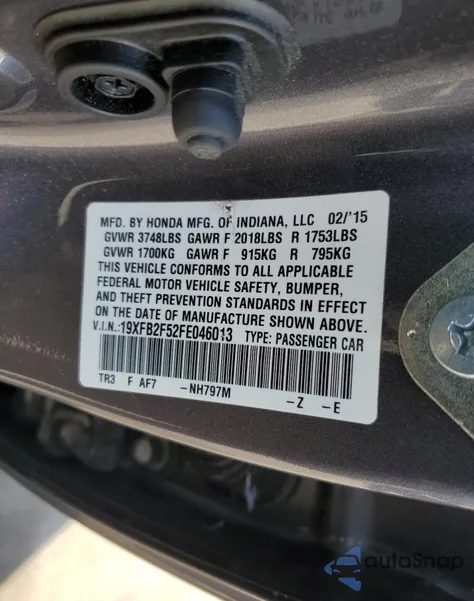 MFD. BY HONDA MFG. OF INDIANA, LLC 02/'15
GVWR 3748LBS GAWR F 2018LBS R 1753LBS
GVWR 1700KG GAWR F 915KG R 795KG
THIS VEHICLE CONFORMS TO ALL APPLICABLE
FEDERAL MOTOR VEHICLE SAFETY, BUMPER,
AND THEFT PREVENTION STANDARDS IN EFFECT
ON THE DATE OF MANUFACTURE SHOWN ABOVE.
V.I.N.:19XFB2F52FE046013 TYPE: PASSENGER CAR
TR3 F AF7 -NH797M -Z -E
autoSnap